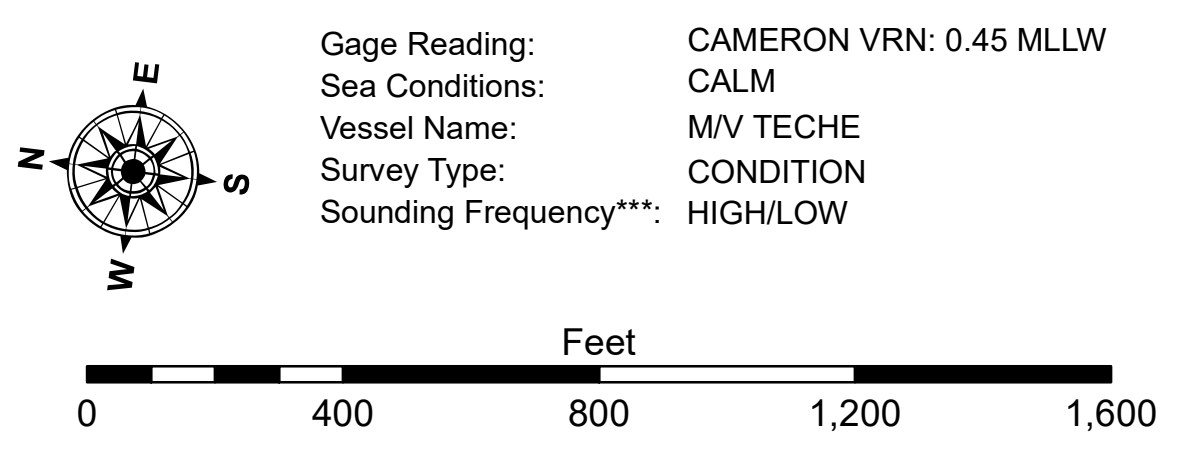 E
N
S
W
Gage Reading: CAMERON VRN: 0.45 MLLW
Sea Conditions: CALM
Vessel Name: M/V TECHE
Survey Type: CONDITION
Sounding Frequency***: HIGH/LOW
Feet
0 400 800 1,200 1,600